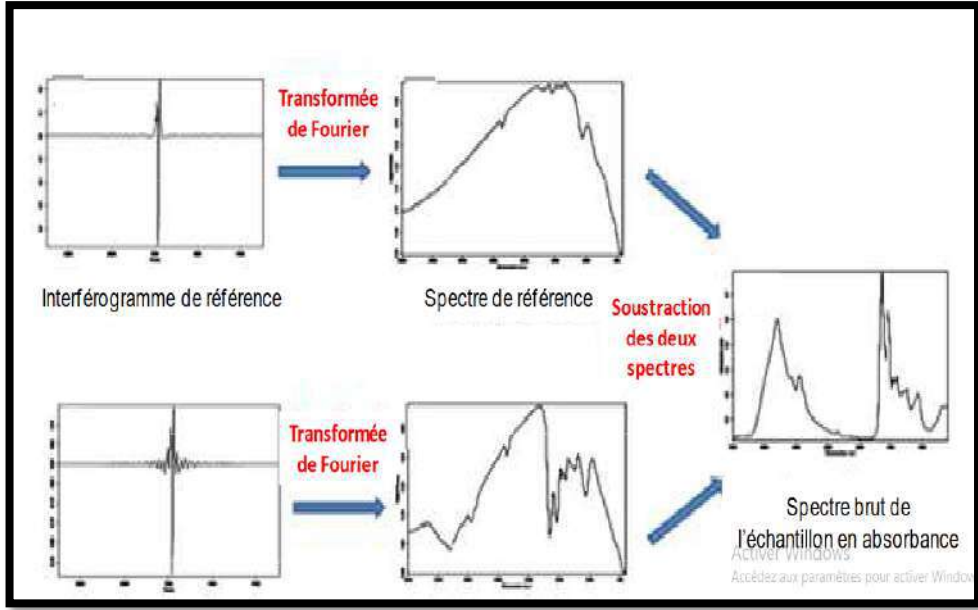 Transformée
de Fourier
Interférogramme de référence
Spectre de référence
Soustraction
des deux
spectres
Transformée
de Fourier
Spectre brut de
l'échantillon en absorbance
Activer Windows
Accédez aux paramètres pour activer Window